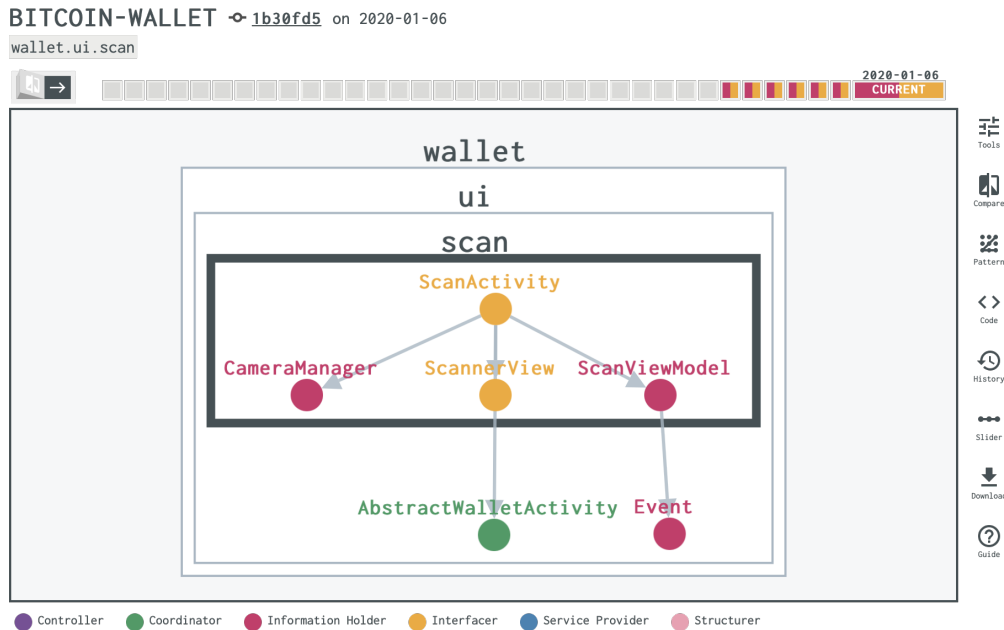 BITCOIN-WALLET 1b30fd5 on 2020-01-06
wallet.ui.scan
2020-01-06
CURRENT
wallet
ui
scan
ScanActivity
CameraManager ScannerView ScanViewModel
AbstractWalletActivity Event
Tools
Compare
Pattern
Code
History
Slider
Download
Guide
Controller Coordinator Information Holder Interfacer Service Provider Structurer